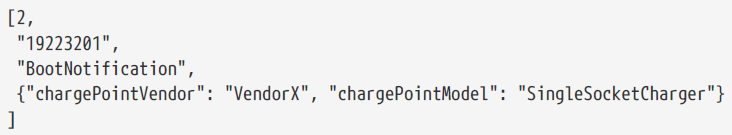 [2,
"19223201",
"BootNotification",
{"chargePointVendor": "VendorX", "chargePointModel": "SingleSocketCharger"}
]